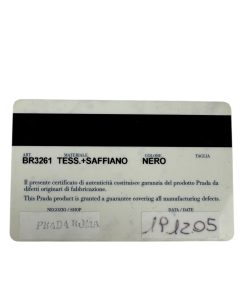 ART. MATERIALE COLORE TAGLIA
BR3261 TESS.+SAFFIANO NERO
Il presente certificato di autenticità costituisce garanzia del prodotto Prada da
difetti originari di fabbricazione.
This Prada product is granted a guarantee covering all manufacturing defects.
NEGOZIO / SHOP DATA / DATE
PRADA ROMA 191205